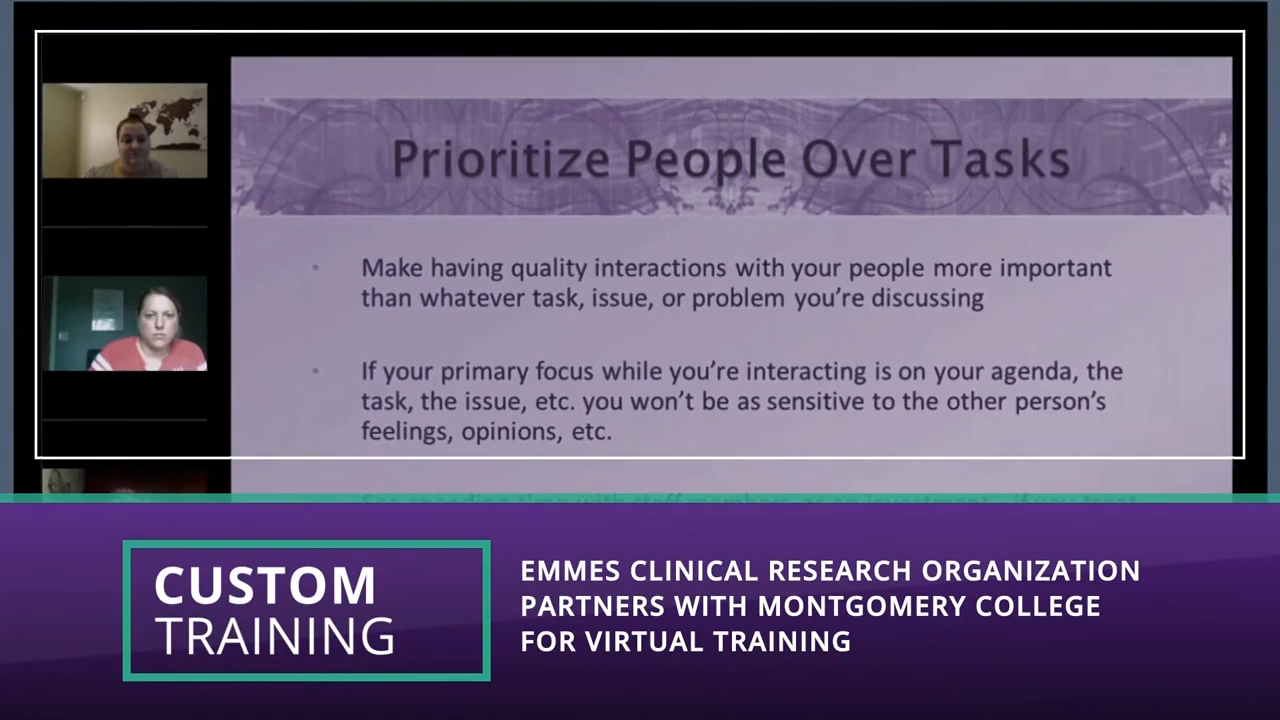 Prioritize People Over Tasks
Make having quality interactions with your people more important
than whatever task, issue, or problem you're discussing
If your primary focus while you're interacting is on your agenda, the
task, the issue, etc. you won't be as sensitive to the other person's
feelings, opinions, etc.
CUSTOM
TRAINING
EMMES CLINICAL RESEARCH ORGANIZATION
PARTNERS WITH MONTGOMERY COLLEGE
FOR VIRTUAL TRAINING